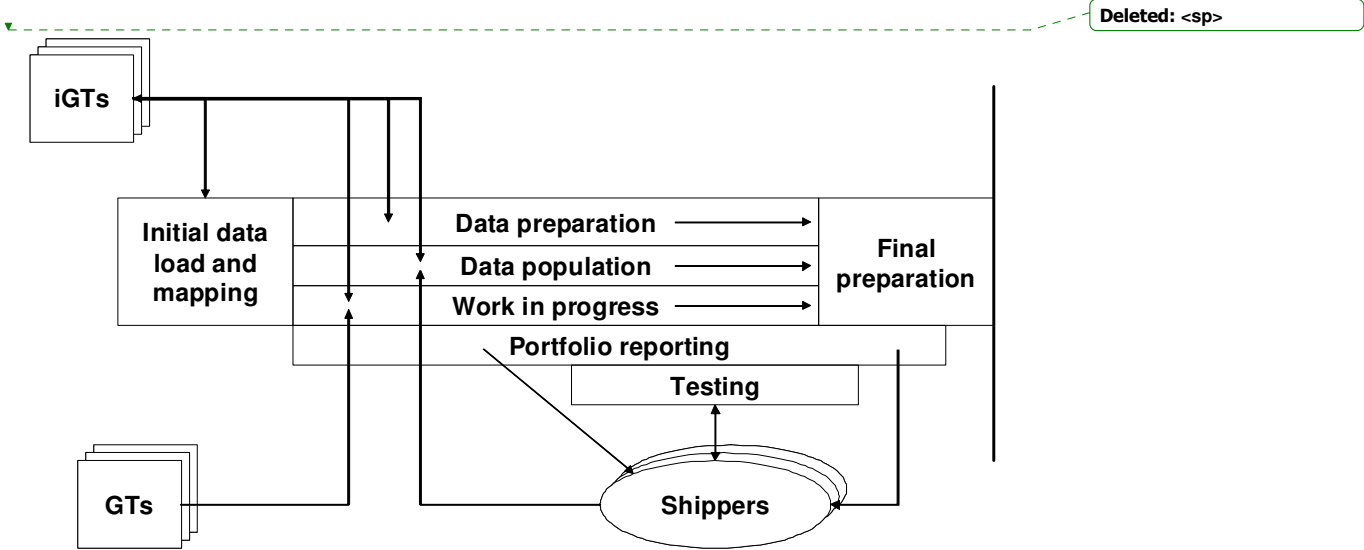 Deleted: <sp>
iGTs
Initial data
load and
mapping
Data preparation
Data population
Work in progress
Final
preparation
Portfolio reporting
Testing
GTs
Shippers